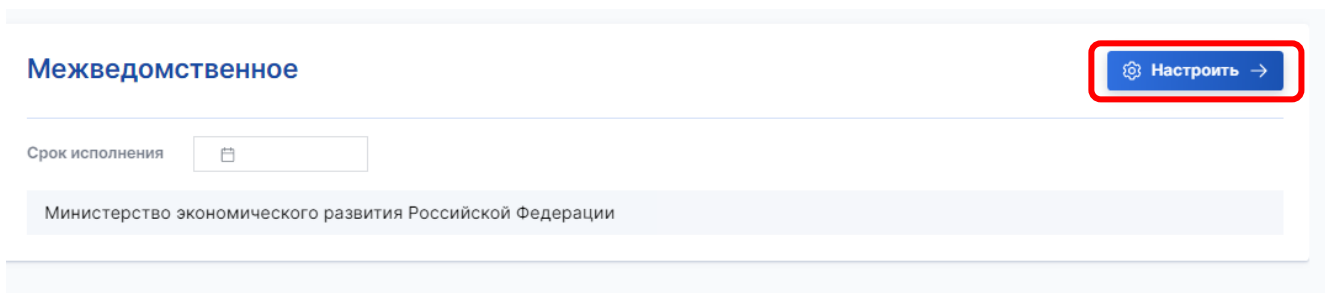 Межведомственное
Настроить
Срок исполнения
Министерство экономического развития Российской Федерации